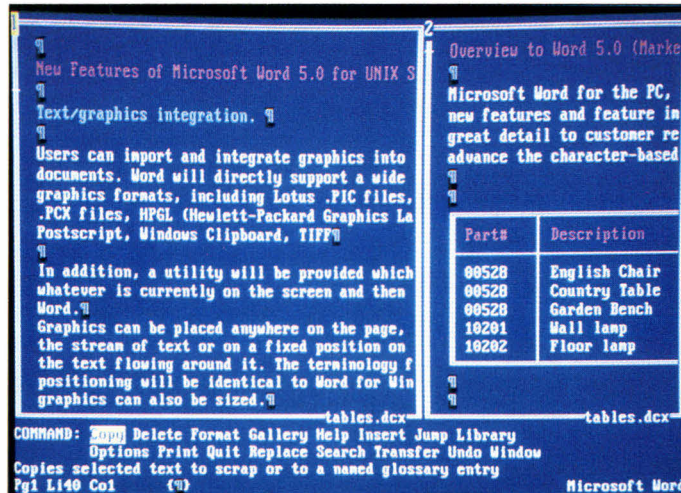 1
¶
New Features of Microsoft Word 5.0 for UNIX S
¶
Text/graphics integration. ¶
¶
Users can import and integrate graphics into
documents. Word will directly support a wide
graphics formats, including Lotus .PIC files,
.PCX files, HPGL (Hewlett-Packard Graphics La
Postscript, Windows Clipboard, TIFF¶
¶
In addition, a utility will be provided which
whatever is currently on the screen and then
Word.¶
Graphics can be placed anywhere on the page,
the stream of text or on a fixed position on
the text flowing around it. The terminology f
positioning will be identical to Word for Win
graphics can also be sized.¶
tables.dcx
2
Overview to Word 5.0 (Marke
¶
Microsoft Word for the PC,
new features and feature im
great detail to customer re
advance the character-based
¶
¶
Part# Description
00528 English Chair
00528 Country Table
00528 Garden Bench
10201 Wall lamp
10202 Floor lamp
¶
¶
tables.dcx
COMMAND: Copy Delete Format Gallery Help Insert Jump Library
Options Print Quit Replace Search Transfer Undo Window
Copies selected text to scrap or to a named glossary entry
Pg1 Li40 Co1 {¶} Microsoft Word